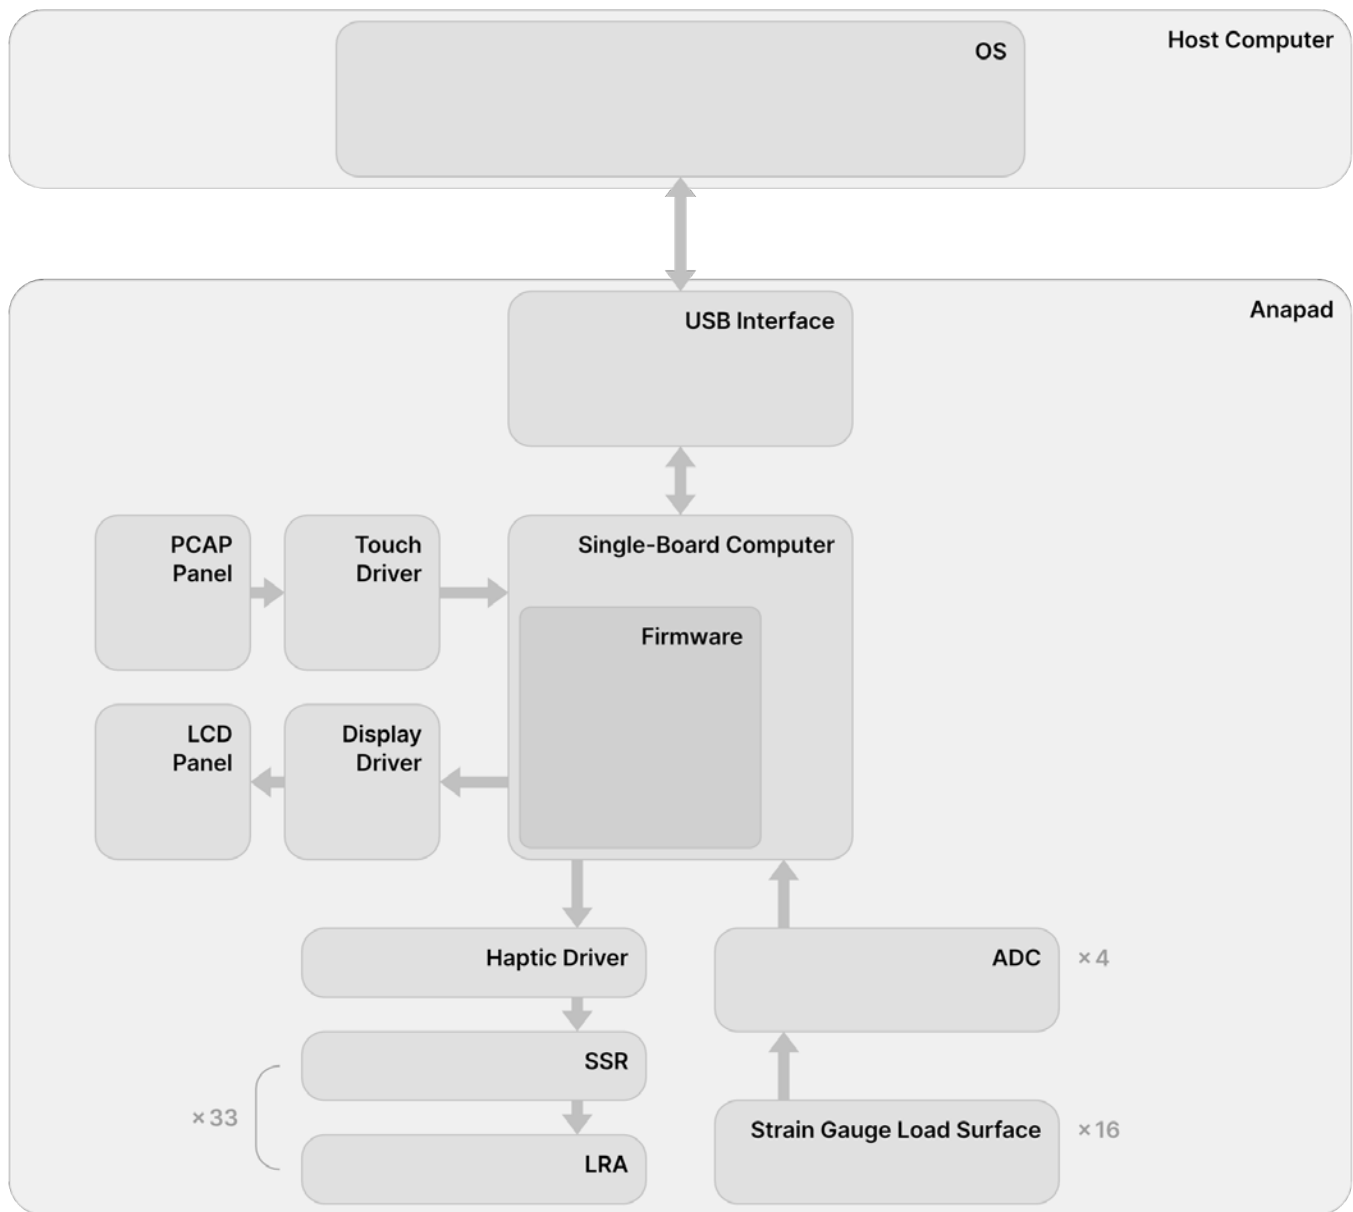 OS
Host Computer
USB Interface
Anapad
PCAP
Panel
Touch
Driver
Single-Board Computer
Firmware
LCD
Panel
Display
Driver
Haptic Driver
ADC
×4
SSR
×33
LRA
Strain Gauge Load Surface
×16